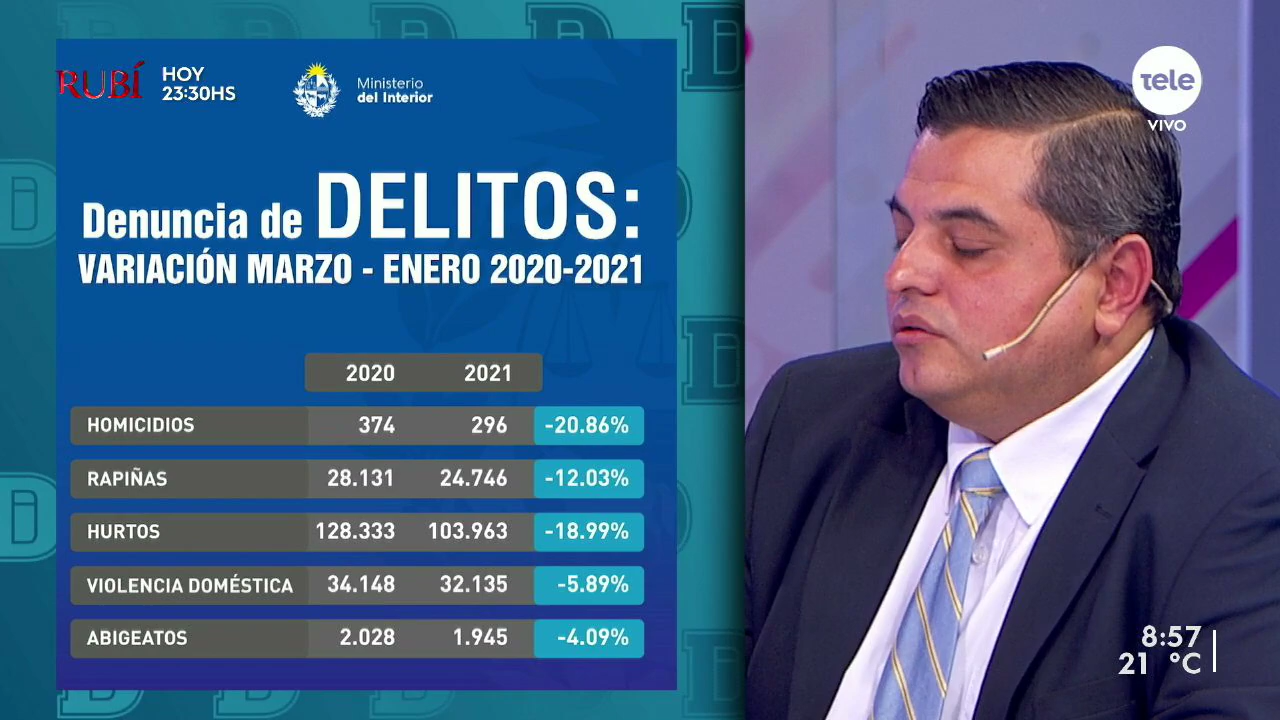 RUBÍ
HOY
23:30HS
Ministerio
del Interior
tele
VIVO
Denuncia de DELITOS:
VARIACIÓN MARZO - ENERO 2020-2021
2020 2021
HOMICIDIOS 374 296 -20.86%
RAPIÑAS 28.131 24.746 -12.03%
HURTOS 128.333 103.963 -18.99%
VIOLENCIA DOMÉSTICA 34.148 32.135 -5.89%
ABIGEATOS 2.028 1.945 -4.09%
8:57
21 °C